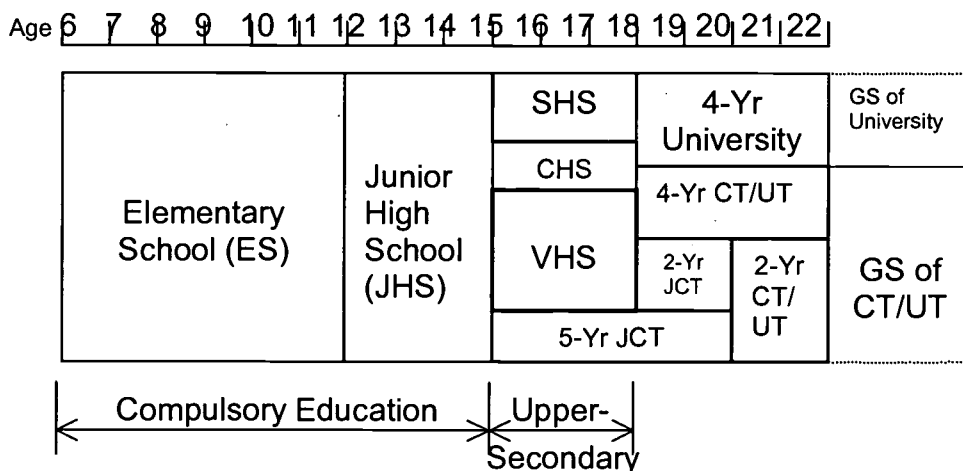 Age 6 7 8 9 10 11 12 13 14 15 16 17 18 19 20 21 22
SHS
4-Yr
University
GS of
University
CHS
Junior
High
School
(JHS)
Elementary
School (ES)
4-Yr CT/UT
VHS
2-Yr
JCT
2-Yr
CT/
UT
GS of
CT/UT
5-Yr JCT
Compulsory Education
Upper-
Secondary